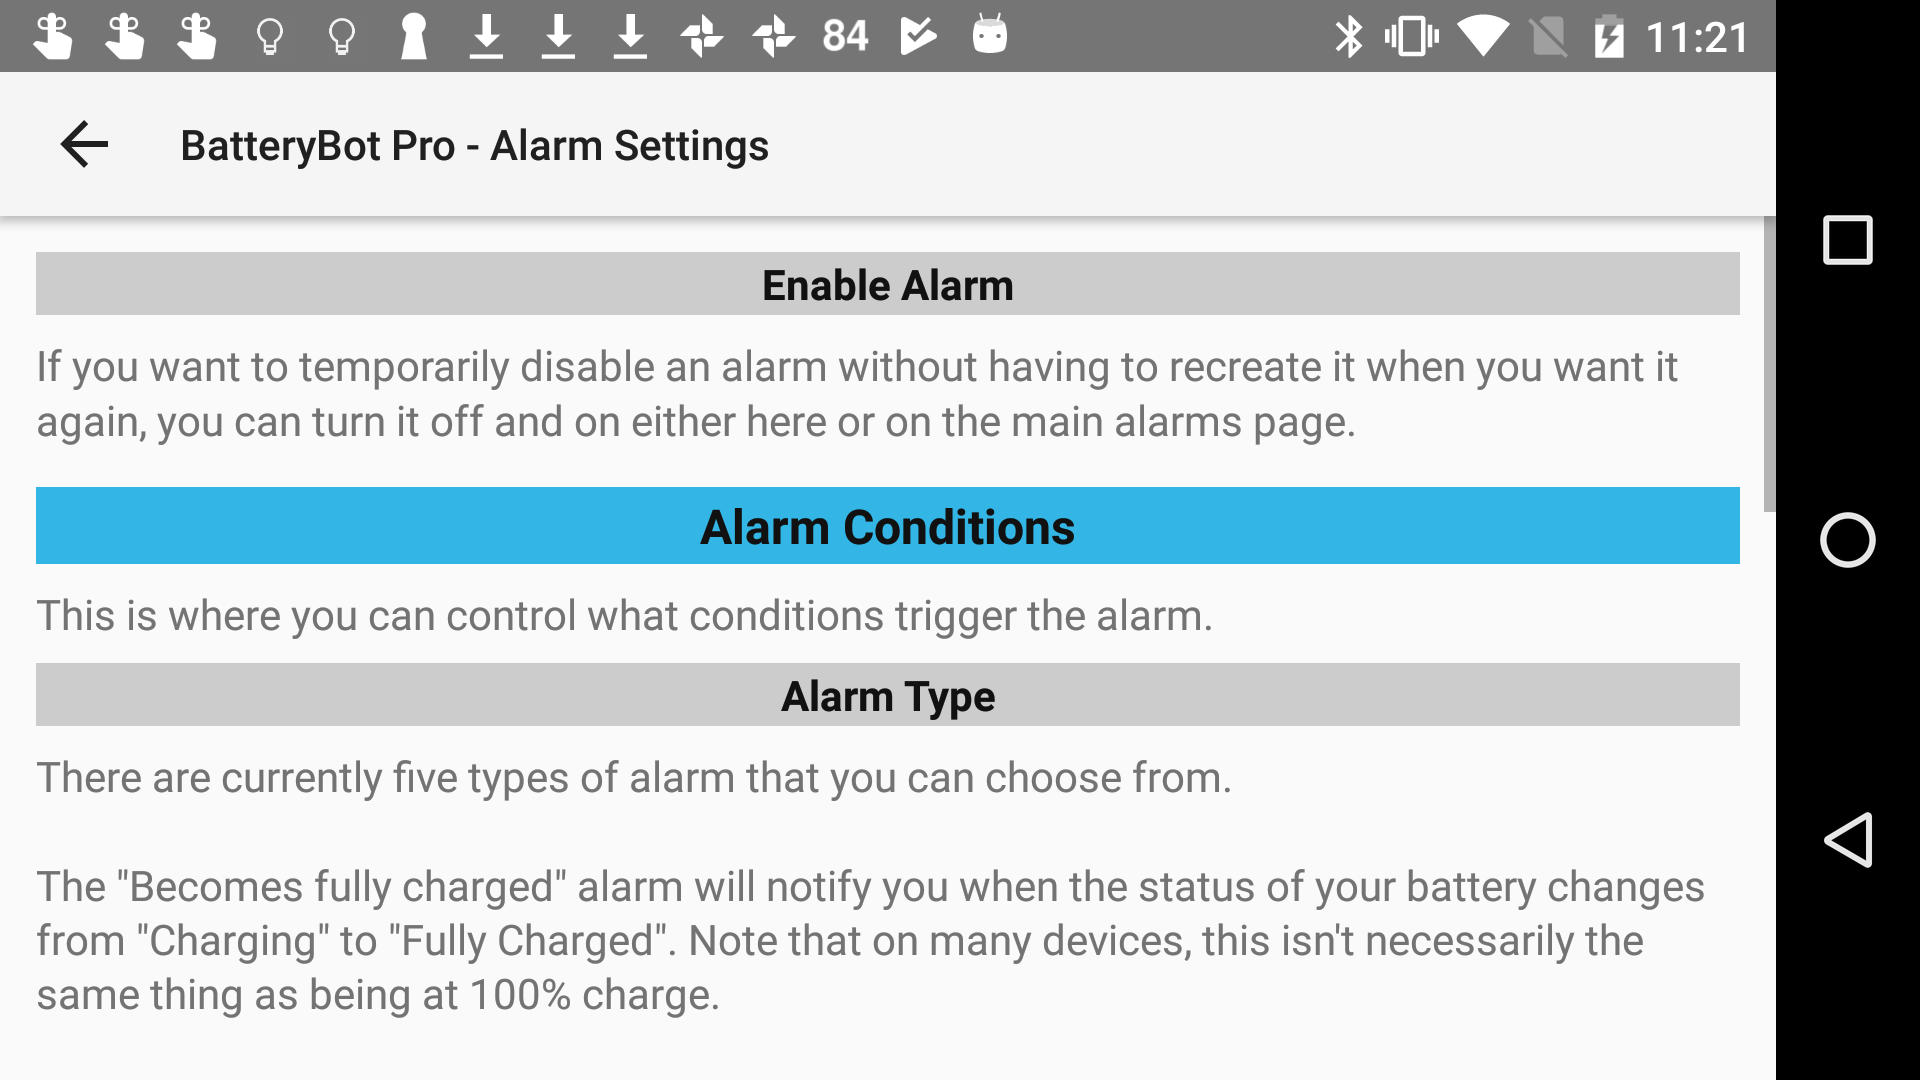 84
11:21
BatteryBot Pro - Alarm Settings
Enable Alarm
If you want to temporarily disable an alarm without having to recreate it when you want it
again, you can turn it off and on either here or on the main alarms page.
Alarm Conditions
This is where you can control what conditions trigger the alarm.
Alarm Type
There are currently five types of alarm that you can choose from.
The "Becomes fully charged" alarm will notify you when the status of your battery changes
from "Charging" to "Fully Charged". Note that on many devices, this isn't necessarily the
same thing as being at 100% charge.